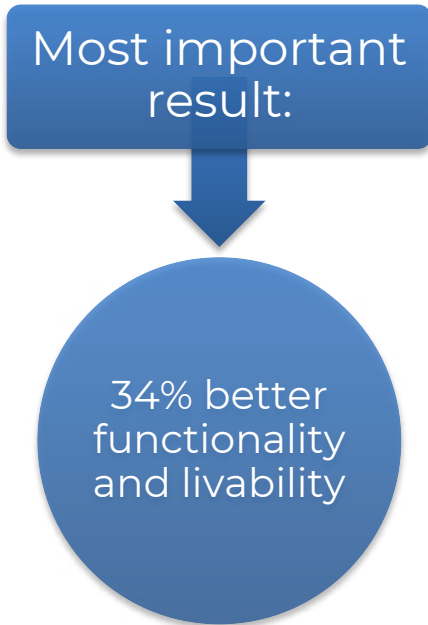 Most important
result:
34% better
functionality
and livability